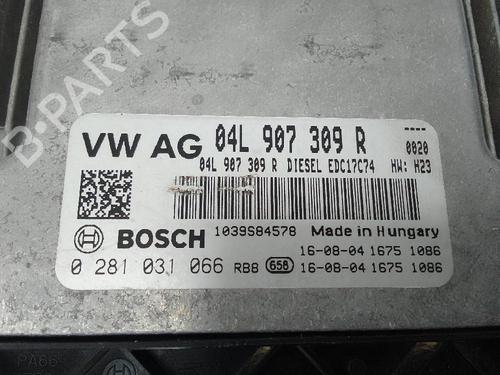 VW AG 04L 907 309 R ----
0020
04L 907 309 R DIESEL EDC17C74 HW: H23
BOSCH 1039S84578 Made in Hungary
16-08-04 1675 1086
0 281 031 066 RB8 658 16-08-04 1675 1086
B-PARTS
PA66